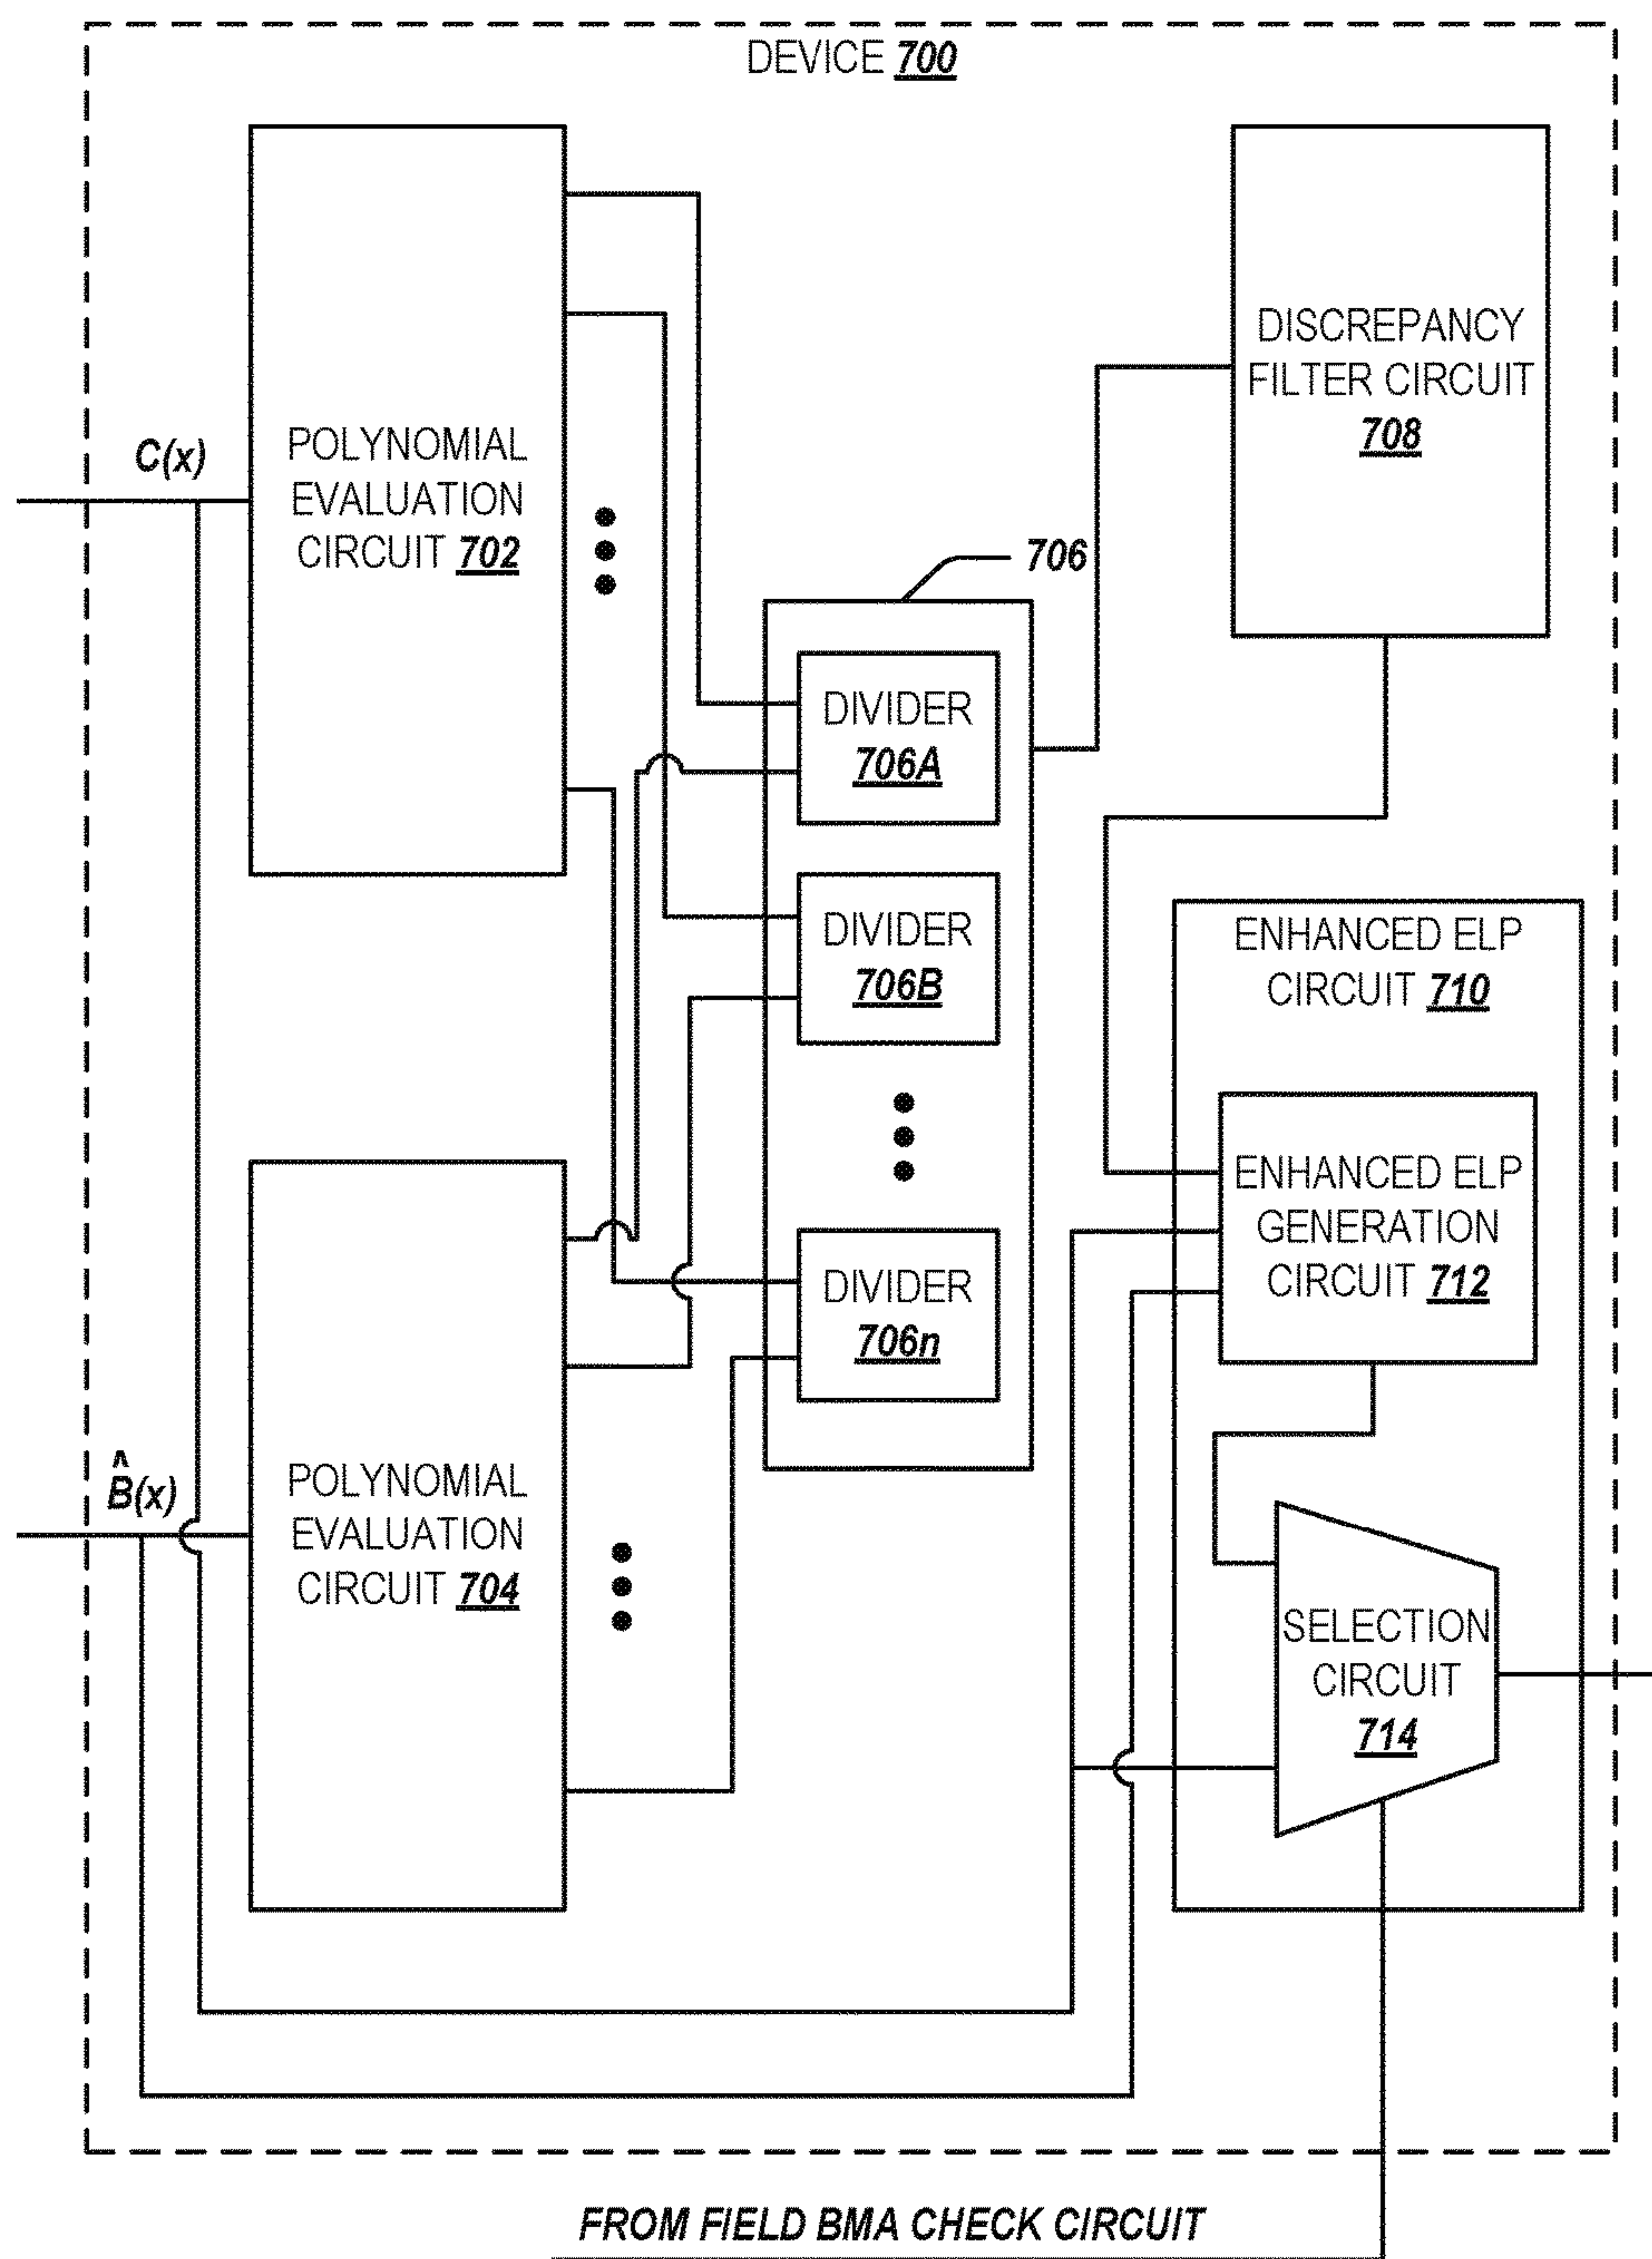 DEVICE 700
POLYNOMIAL
EVALUATION
CIRCUIT 702
C(x)
DISCREPANCY
FILTER CIRCUIT
708
706
DIVIDER
706A
DIVIDER
706B
DIVIDER
706n
ENHANCED ELP
CIRCUIT 710
ENHANCED ELP
GENERATION
CIRCUIT 712
B̂(x)
POLYNOMIAL
EVALUATION
CIRCUIT 704
SELECTION
CIRCUIT
714
FROM FIELD BMA CHECK CIRCUIT